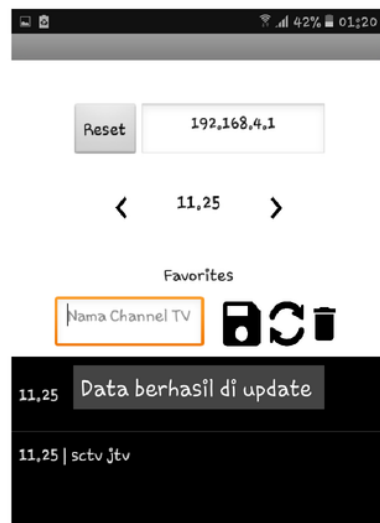 42% 01:20
Reset 192.168.4.1
11,25
Favorites
Nama Channel TV
11,25 Data berhasil di update
11,25 | sctv jtv